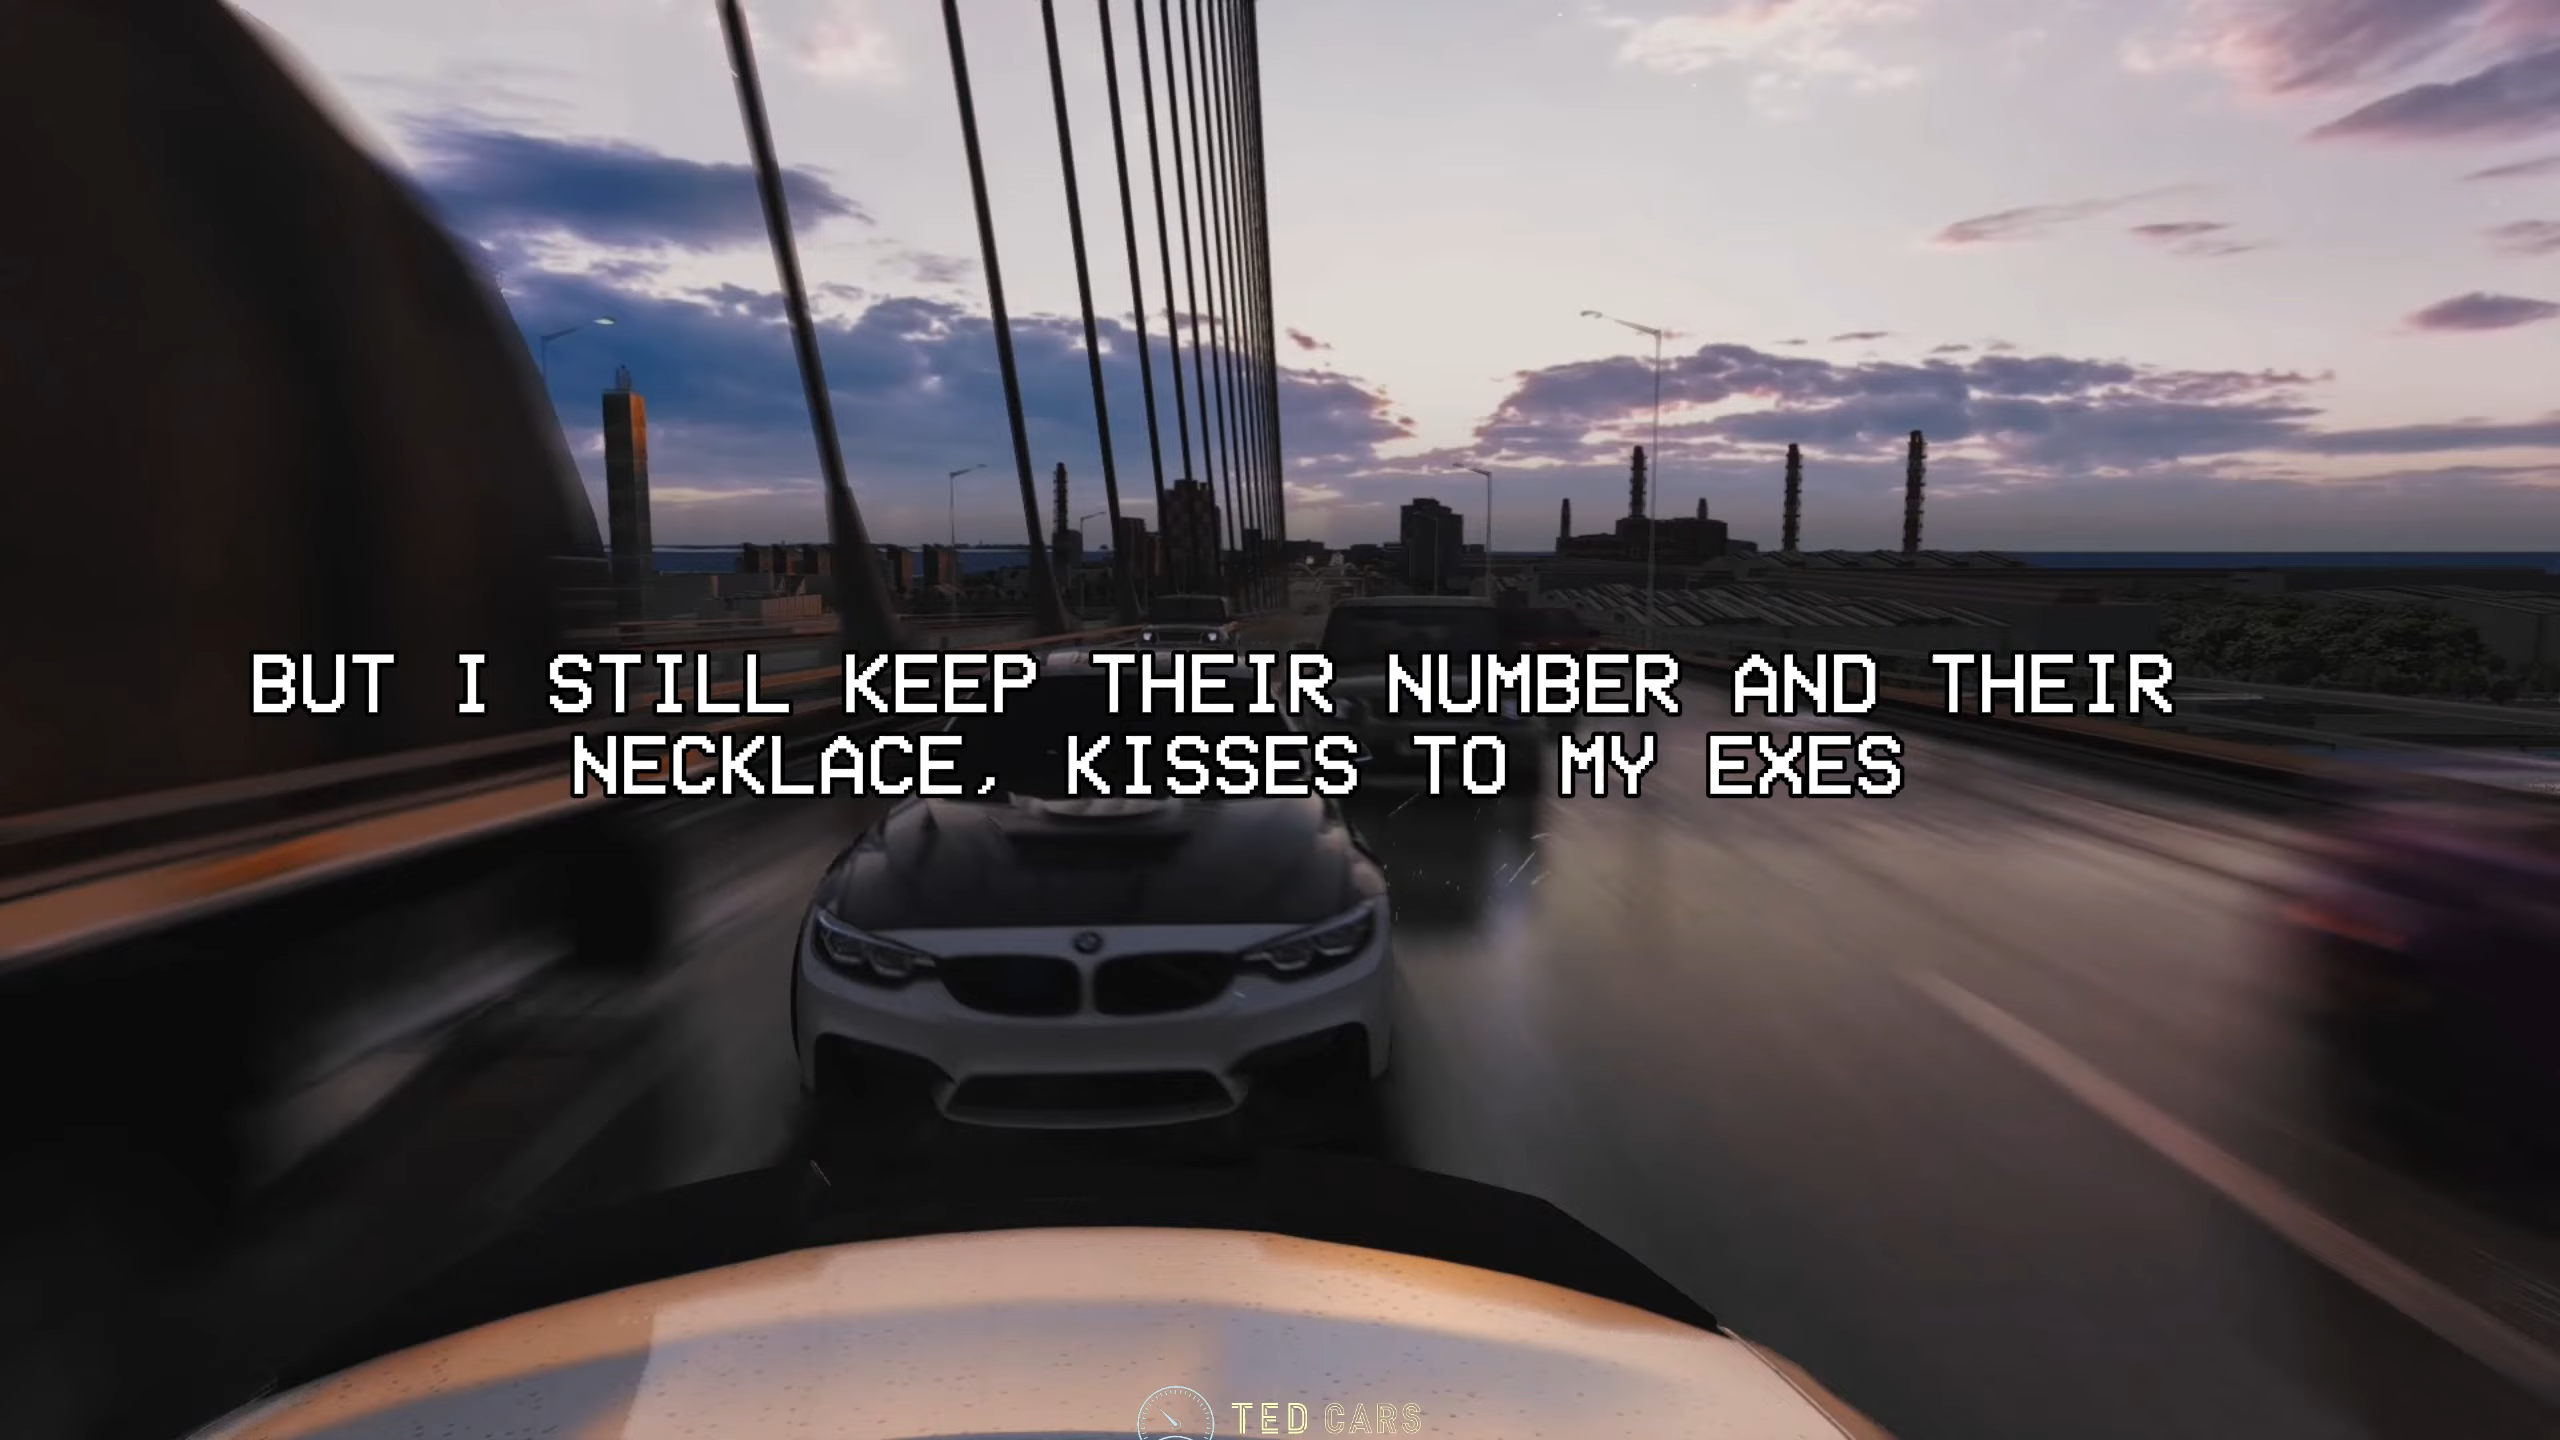 BUT I STILL KEEP THEIR NUMBER AND THEIR
NECKLACE, KISSES TO MY EXES
TED CARS